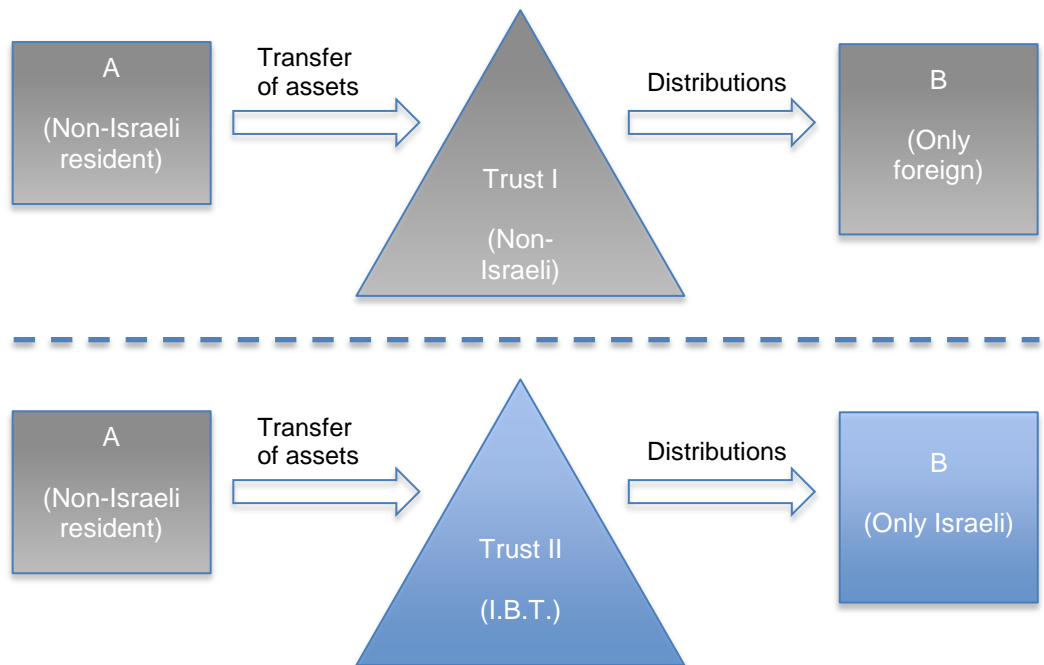 A
(Non-Israeli
resident)
Transfer
of assets
Trust I
(Non-
Israeli)
Distributions
B
(Only
foreign)
A
(Non-Israeli
resident)
Transfer
of assets
Trust II
(I.B.T.)
Distributions
B
(Only Israeli)